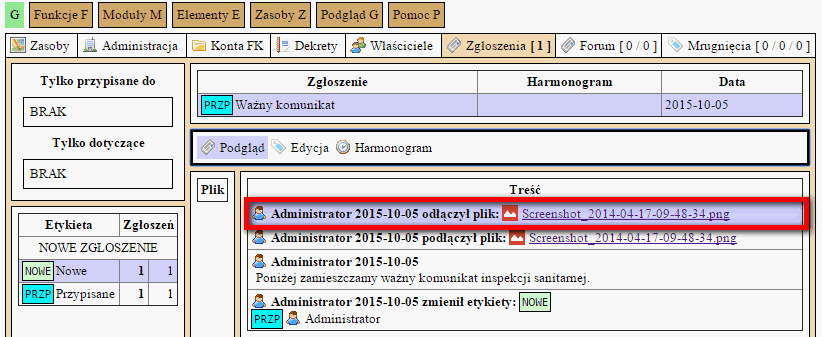 G Funkcje F Moduły M Elementy E Zasoby Z Podgląd G Pomoc P
Zasoby Administracja Konta FK Dekrety Właściciele Zgłoszenia [ 1 ] Forum [ 0 / 0 ] Mrugnięcia [ 0 / 0 / 0 ]
Tylko przypisane do
BRAK
Tylko dotyczące
BRAK
Etykieta Zgłoszeń
NOWE ZGŁOSZENIE
NOWE Nowe 1 1
PRZP Przypisane 1 1
Zgłoszenie Harmonogram Data
PRZP Ważny komunikat 2015-10-05
Podgląd Edycja Harmonogram
Plik
Treść
Administrator 2015-10-05 odłączył plik: Screenshot_2014-04-17-09-48-34.png
Administrator 2015-10-05 podłączył plik: Screenshot_2014-04-17-09-48-34.png
Administrator 2015-10-05
Poniżej zamieszczamy ważny komunikat inspekcji sanitarnej.
Administrator 2015-10-05 zmienił etykiety: NOWE
PRZP Administrator